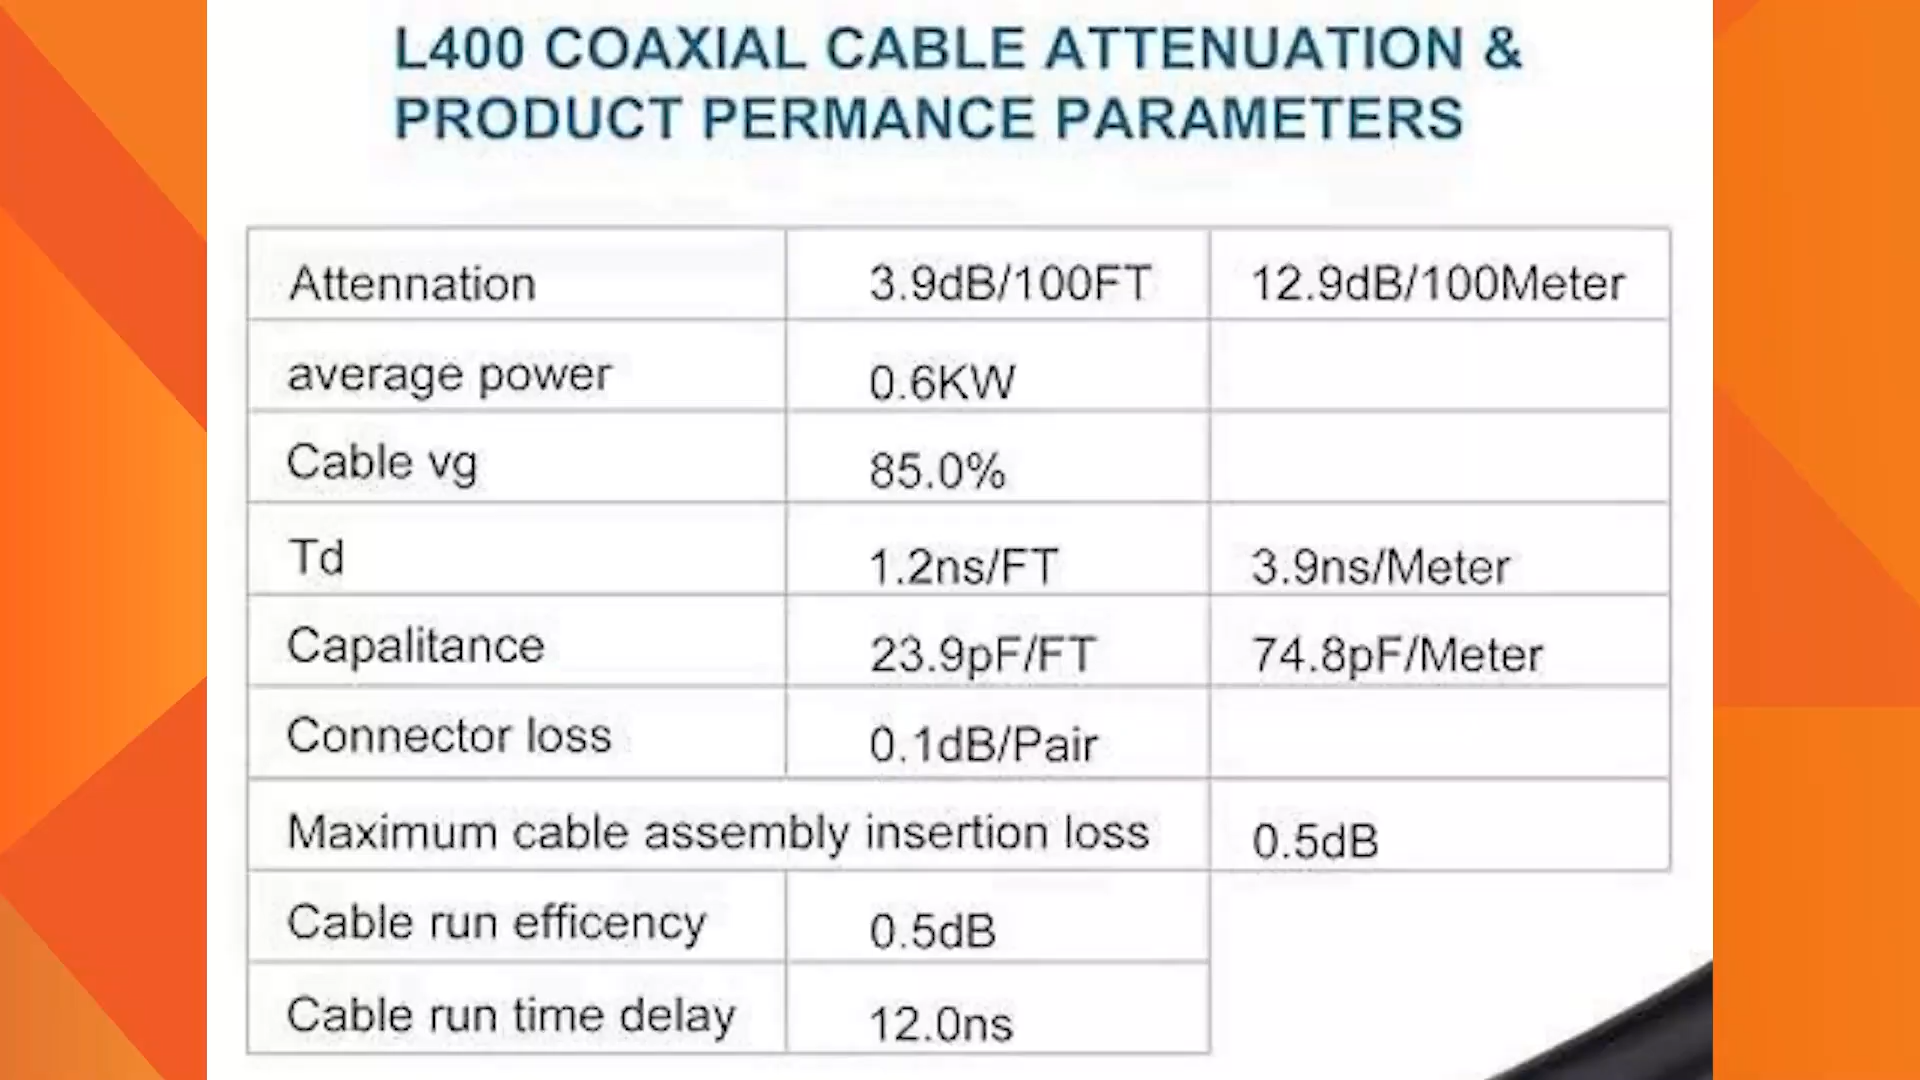 L400 COAXIAL CABLE ATTENUATION &
PRODUCT PERMANCE PARAMETERS
Attennation 3.9dB/100FT 12.9dB/100Meter
average power 0.6KW
Cable vg 85.0%
Td 1.2ns/FT 3.9ns/Meter
Capalitance 23.9pF/FT 74.8pF/Meter
Connector loss 0.1dB/Pair
Maximum cable assembly insertion loss 0.5dB
Cable run efficency 0.5dB
Cable run time delay 12.0ns